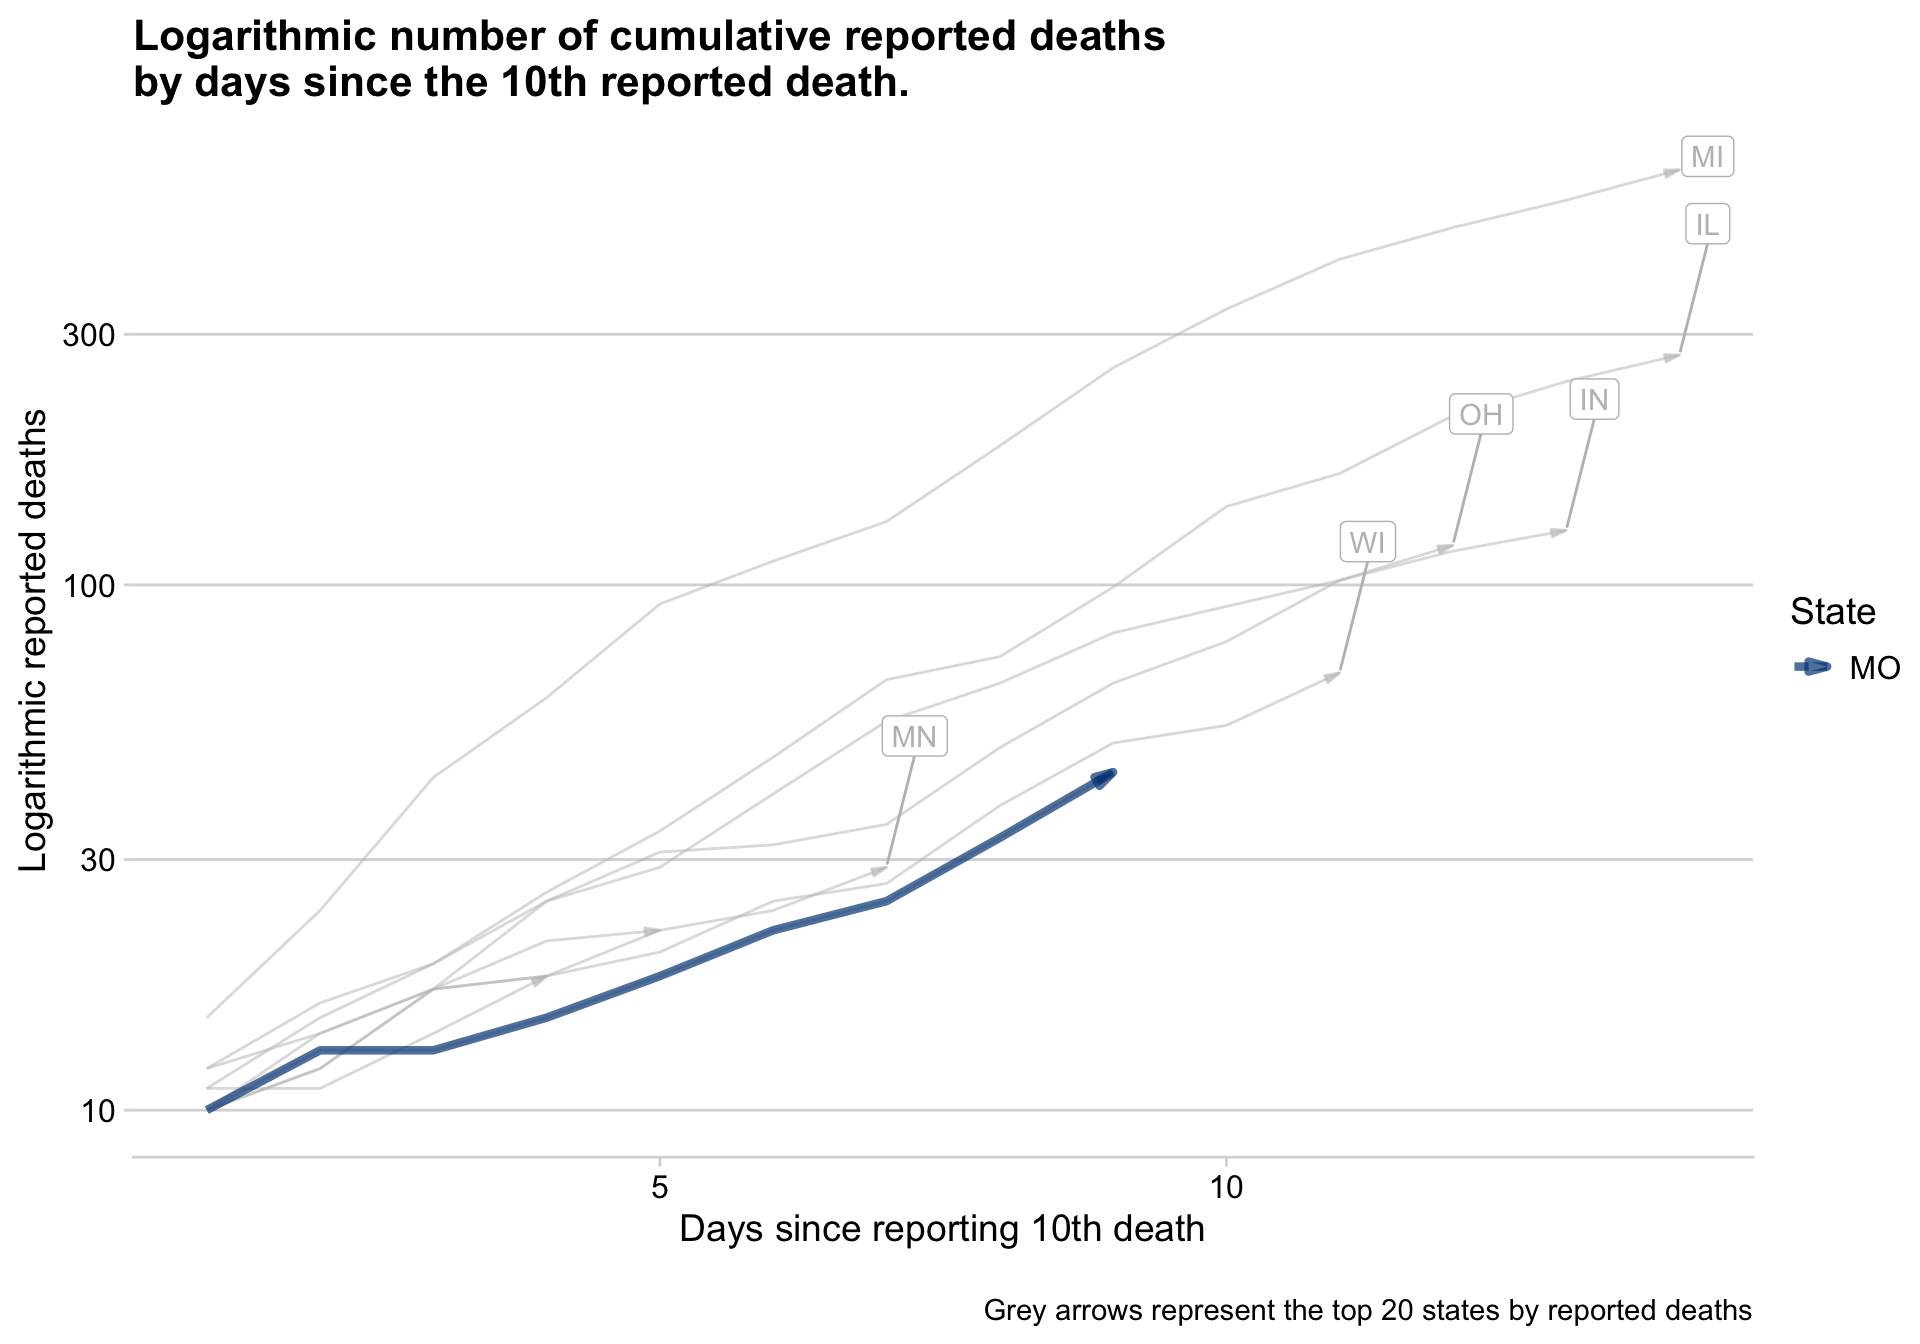 Logarithmic number of cumulative reported deaths
by days since the 10th reported death.
MI
IL
300
IN
OH
WI
100
MN
30
10
Logarithmic reported deaths
State
MO
5
10
Days since reporting 10th death
Grey arrows represent the top 20 states by reported deaths